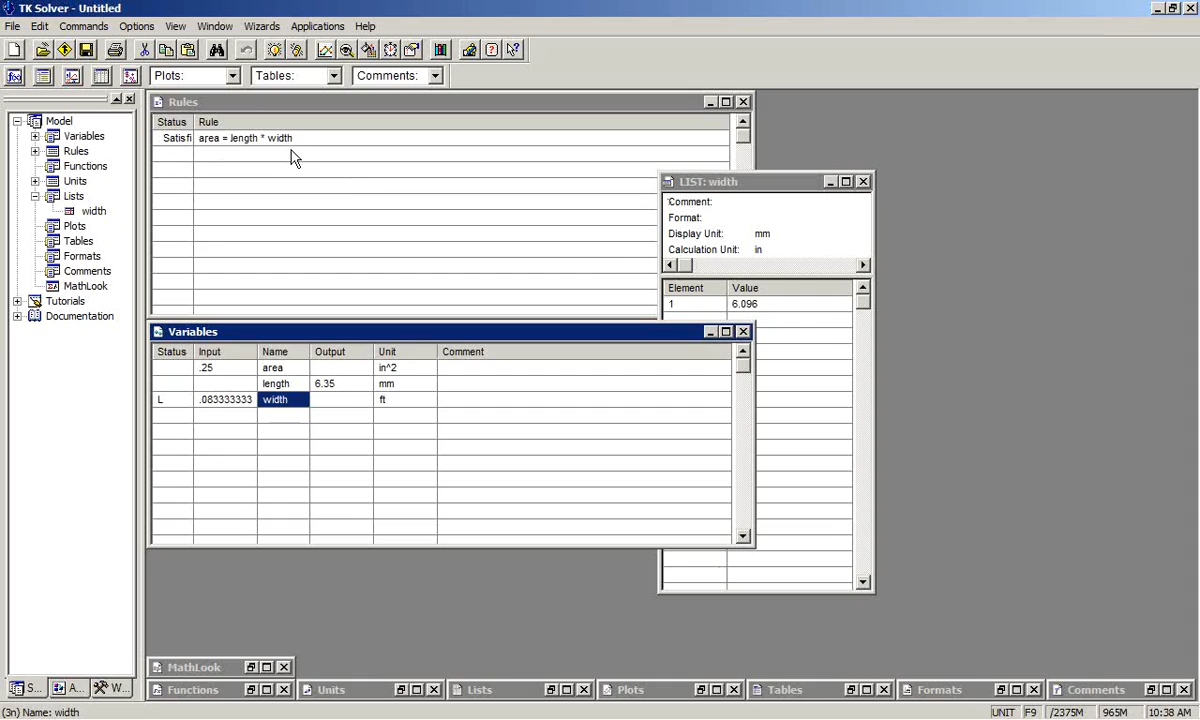 TK Solver - Untitled
File Edit Commands Options View Window Wizards Applications Help
Plots: Tables: Comments:
Model
Variables
Rules
Functions
Units
Lists
width
Plots
Tables
Formats
Comments
MathLook
Tutorials
Documentation
S... A... W...
Rules
Status Rule
Satisfi area = length * width
LIST: width
Comment:
Format:
Display Unit: mm
Calculation Unit: in
Element Value
1 6.096
Variables
Status Input Name Output Unit Comment
.25 area in^2
length 6.35 mm
L .083333333 width ft
MathLook
Functions Units Lists Plots Tables Formats Comments
(3n) Name: width
UNIT F9 /2375M 965M 10:38 AM